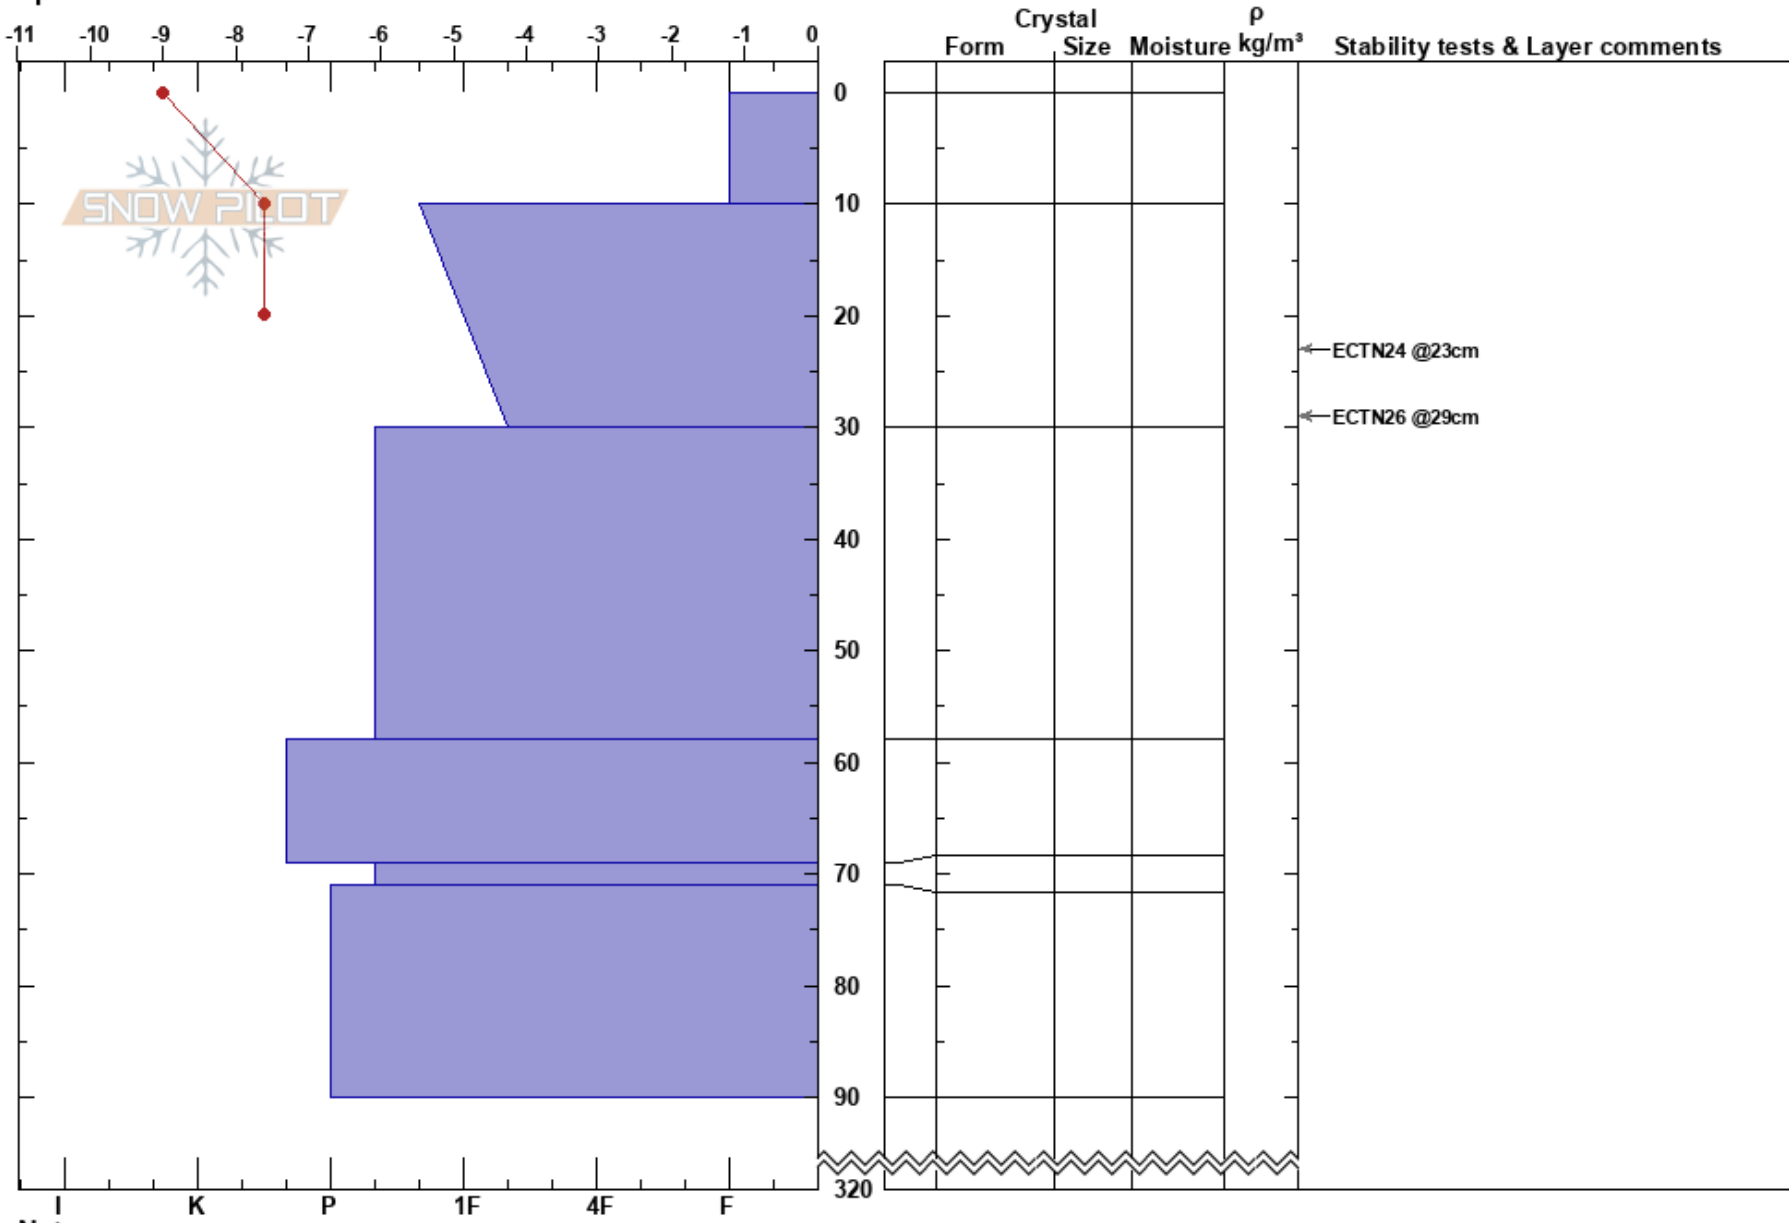 Crystal ρ
-11 -10 -9 -8 -7 -6 -5 -4 -3 -2 -1 0
Form Size Moisture kg/m³ Stability tests & Layer comments
0
SNOW PILOT
10
20
ECTN24 @23cm
ECTN26 @29cm
30
40
50
60
70
80
90
320
I K P 1F 4F F